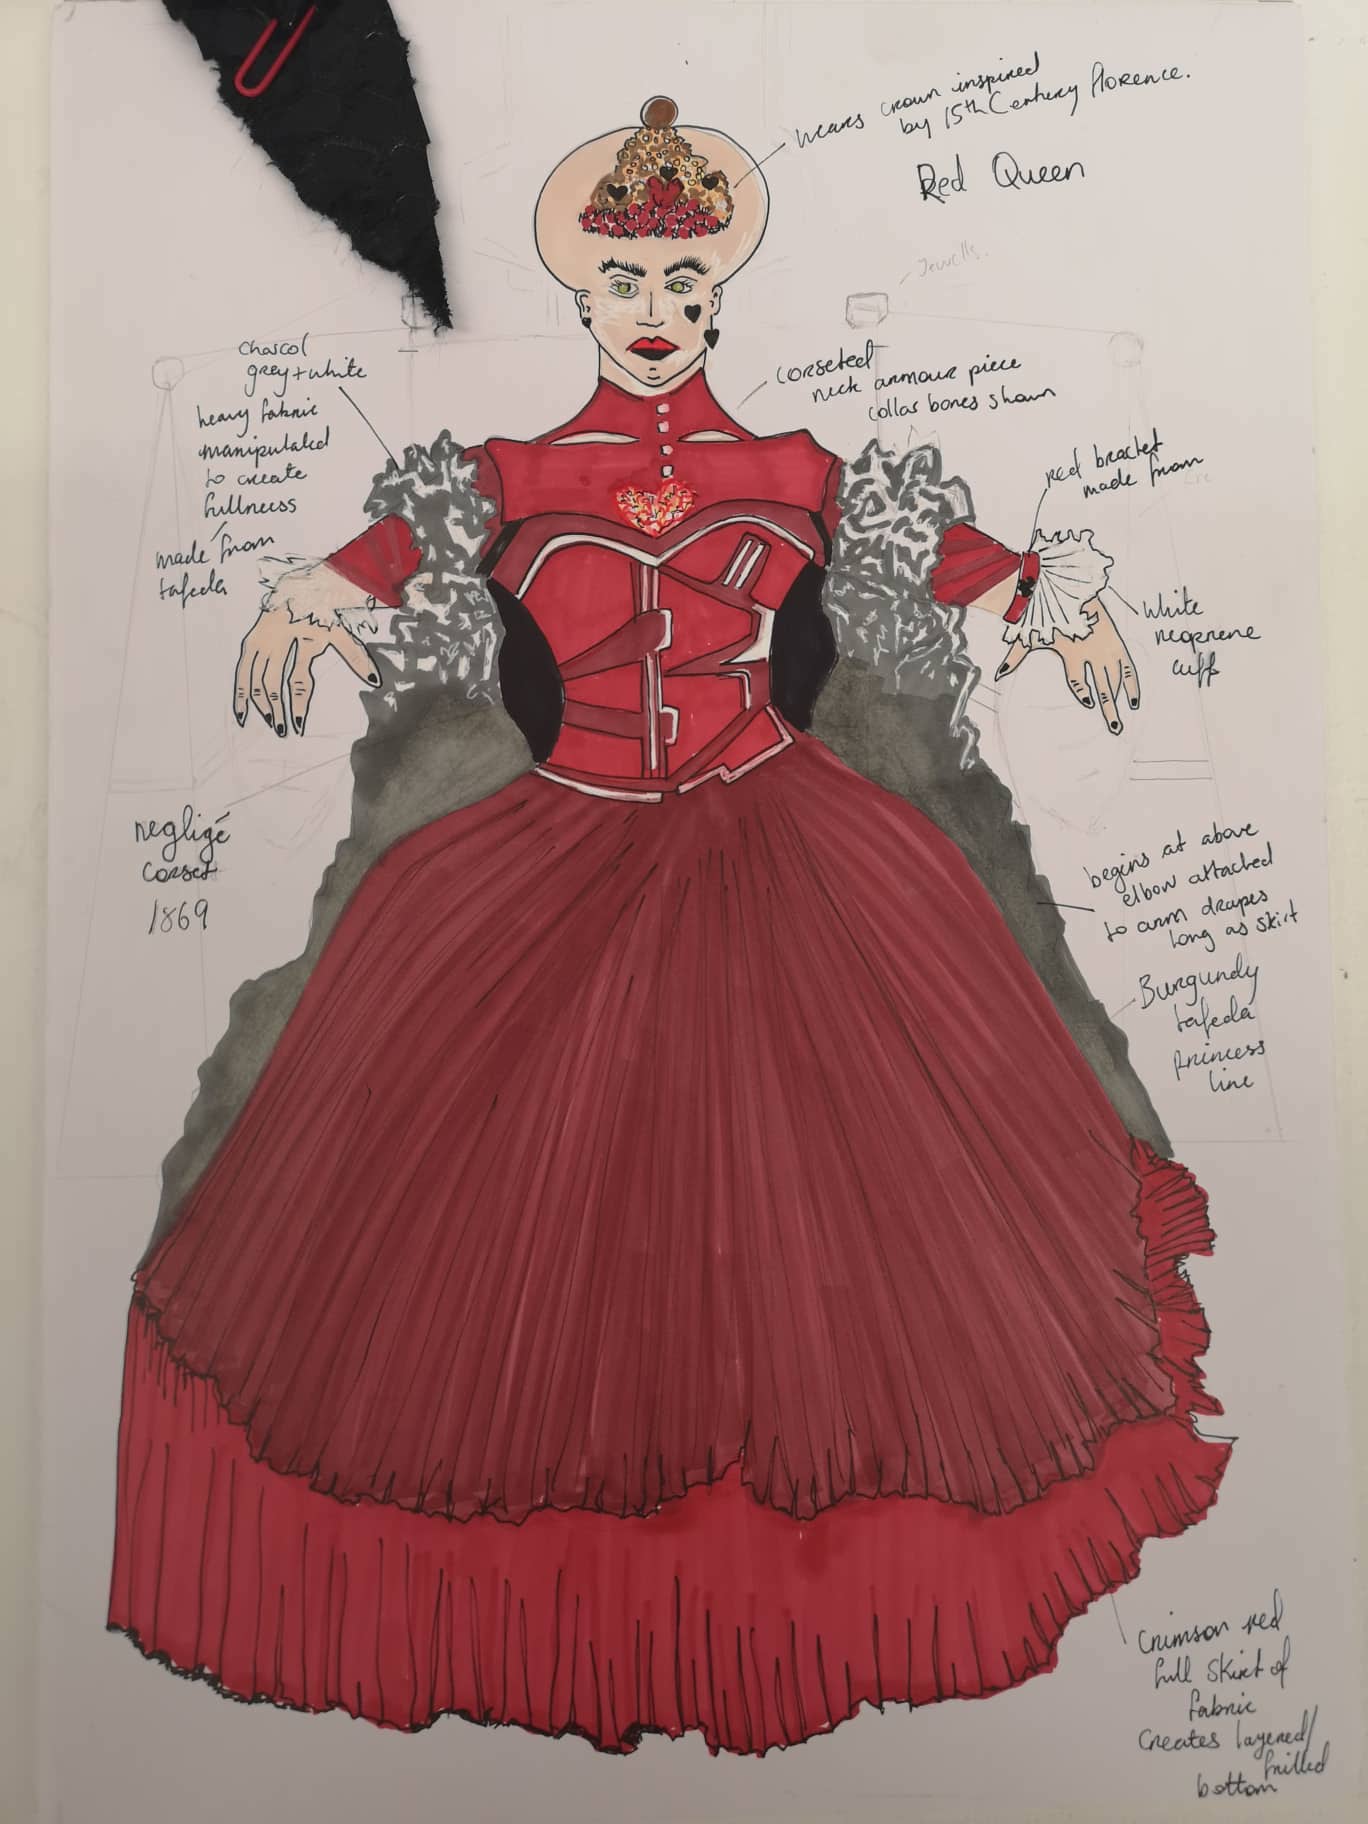 wears crown inspired
by 15th Century florence.
Red Queen
Jewells.
charcol
grey + white
heavy fabric
manipulated
to create
fullness
made from
tafeda
corseted
neck armour piece
collar bones shown
red braclet
made from
White
neoprene
cuff
negligé
corset
1869
begins at above
elbow attached
to arm drapes
long as skirt
Burgundy
tafeda
princess
line
Crimson red
full skirt of
fabric
creates layered/
frilled
bottom